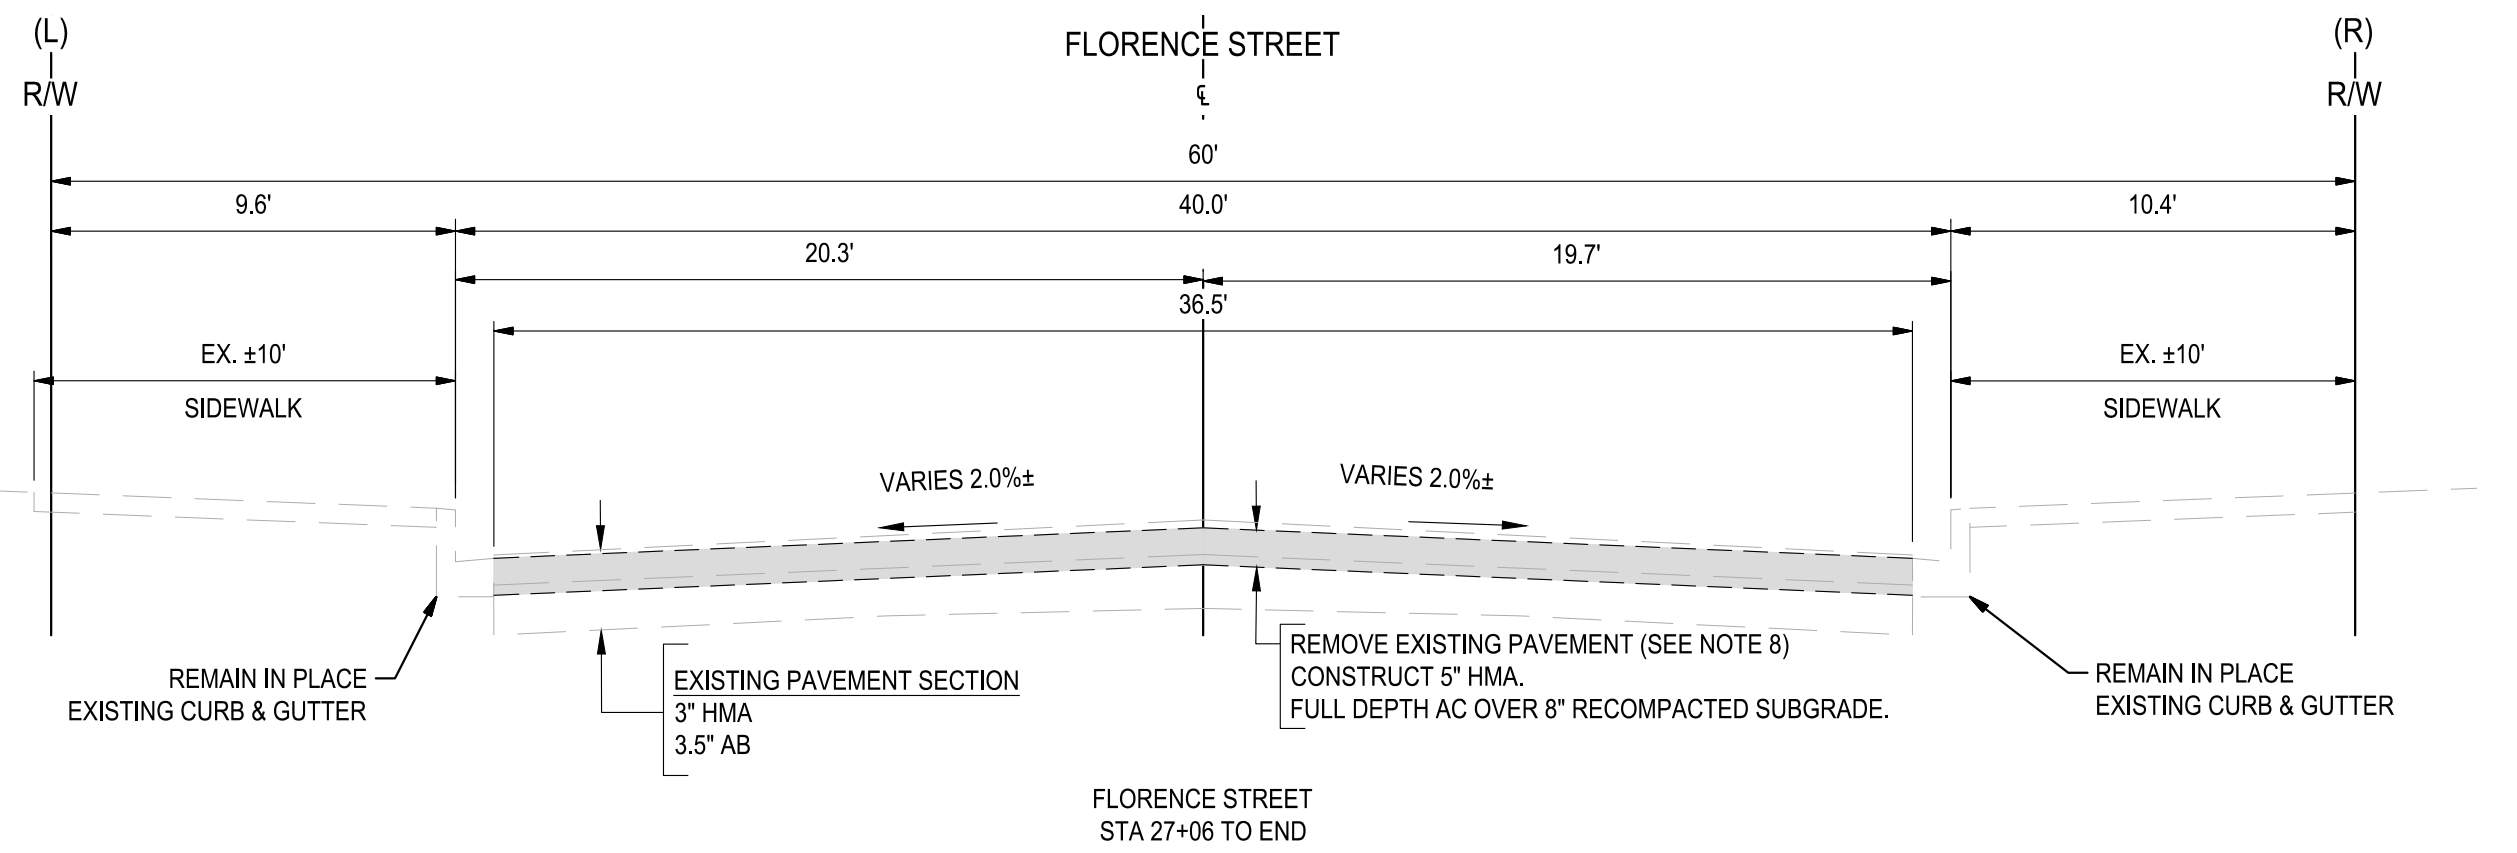 (L)
FLORENCE STREET
(R)
R/W
℄
R/W
60'
9.6'
40.0'
10.4'
20.3'
19.7'
36.5'
EX. ±10'
EX. ±10'
SIDEWALK
SIDEWALK
VARIES 2.0%±
VARIES 2.0%±
REMAIN IN PLACE
EXISTING CURB & GUTTER
EXISTING PAVEMENT SECTION
3" HMA
3.5" AB
REMOVE EXISTING PAVEMENT (SEE NOTE 8)
CONSTRUCT 5" HMA.
FULL DEPTH AC OVER 8" RECOMPACTED SUBGRADE.
REMAIN IN PLACE
EXISTING CURB & GUTTER
FLORENCE STREET
STA 27+06 TO END